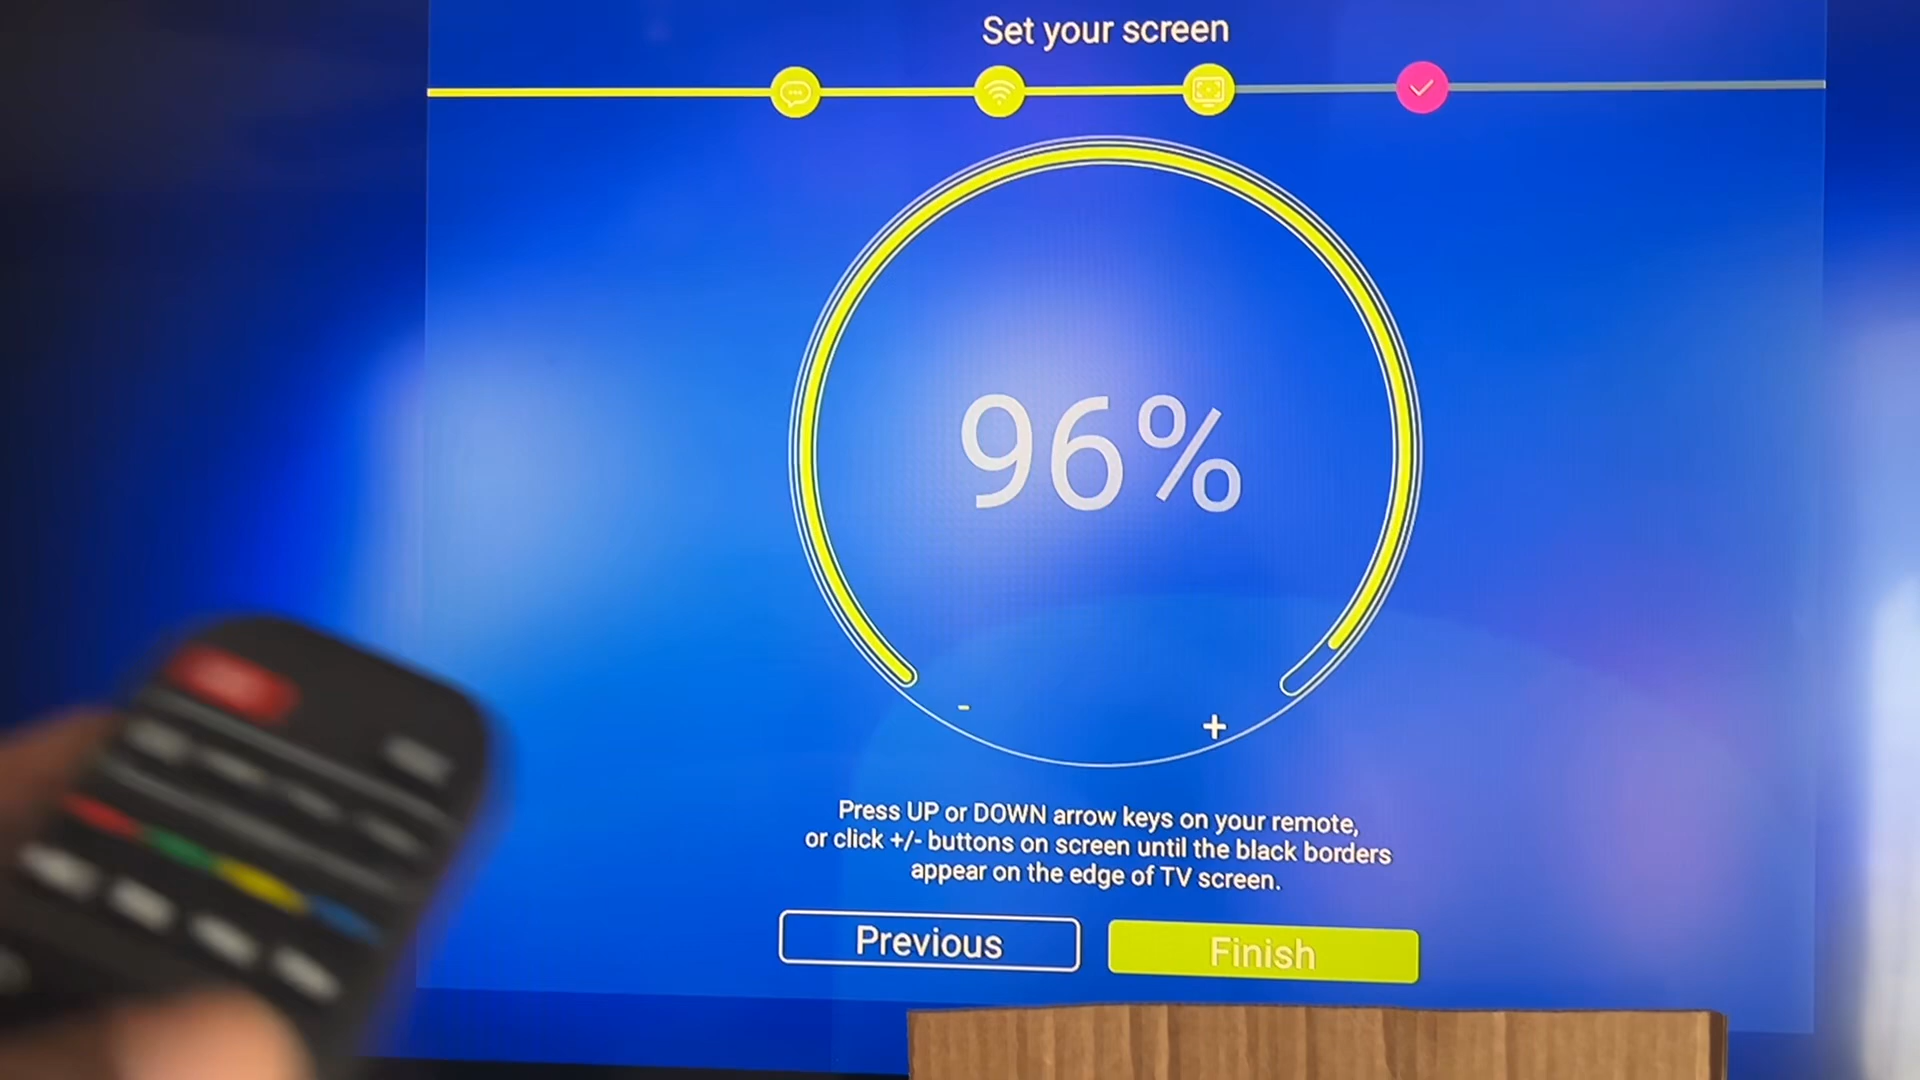 Set your screen
96%
- +
Press UP or DOWN arrow keys on your remote,
or click +/- buttons on screen until the black borders
appear on the edge of TV screen.
Previous Finish